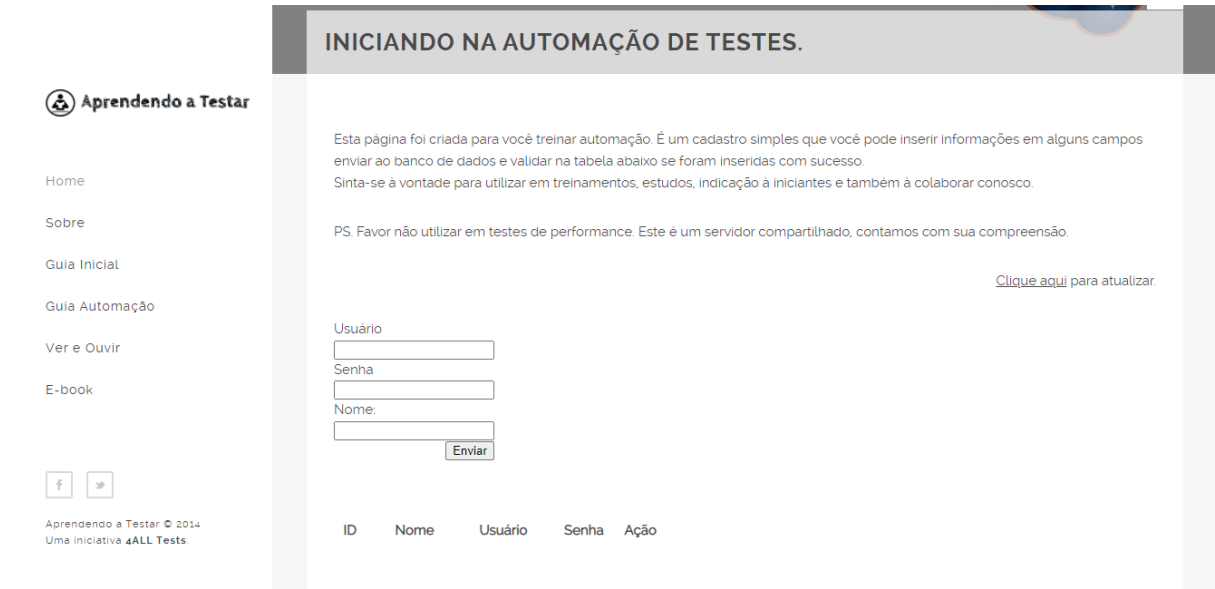 INICIANDO NA AUTOMAÇÃO DE TESTES.
Aprendendo a Testar
Home
Sobre
Guia Inicial
Guia Automação
Ver e Ouvir
E-book
Aprendendo a Testar © 2014
Uma iniciativa 4ALL Tests.
Esta página foi criada para você treinar automação. É um cadastro simples que você pode inserir informações em alguns campos
enviar ao banco de dados e validar na tabela abaixo se foram inseridas com sucesso.
Sinta-se à vontade para utilizar em treinamentos, estudos, indicação à iniciantes e também à colaborar conosco.
PS. Favor não utilizar em testes de performance. Este é um servidor compartilhado, contamos com sua compreensão.
Clique aqui para atualizar.
Usuário
Senha
Nome:
Enviar
ID Nome Usuário Senha Ação